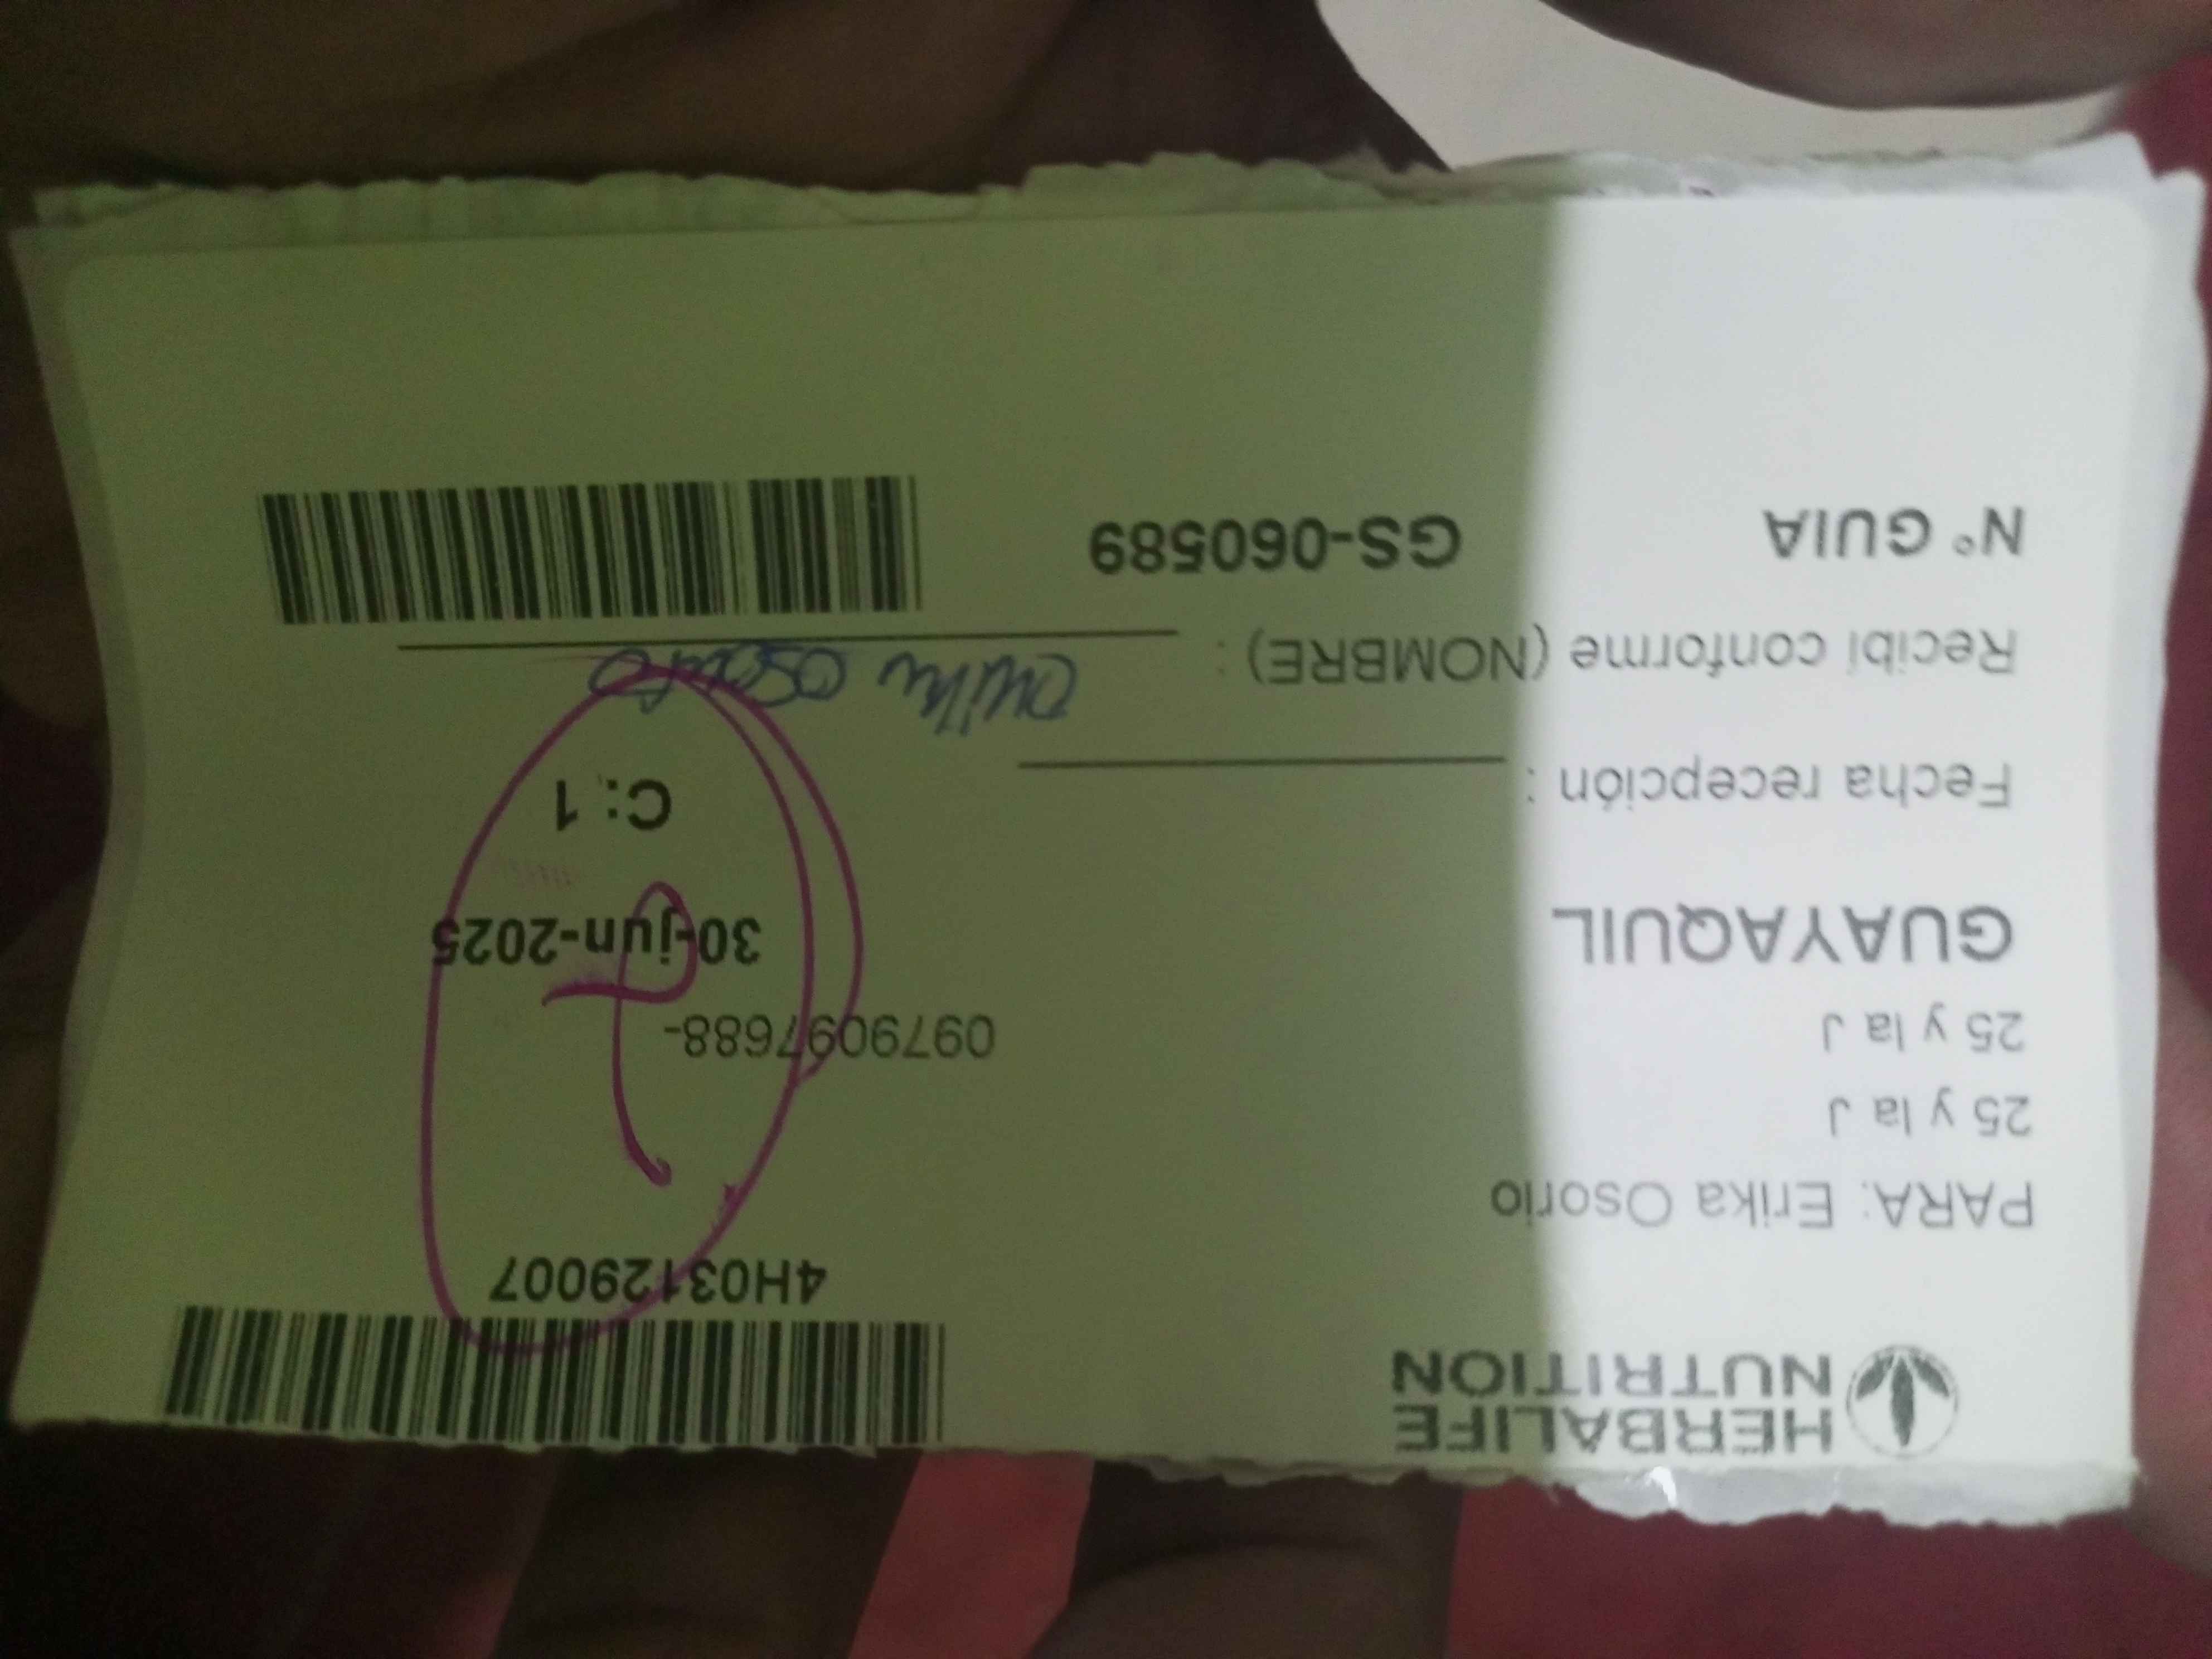 HERBALIFE
NUTRITION
4H03129007
PARA: Erika Osorio
25 y la J
25 y la J
0979097688-
GUAYAQUIL
30-jun-2025
Fecha recepción :
C: 1
Recibí conforme (NOMBRE) :
N° GUIA GS-060589